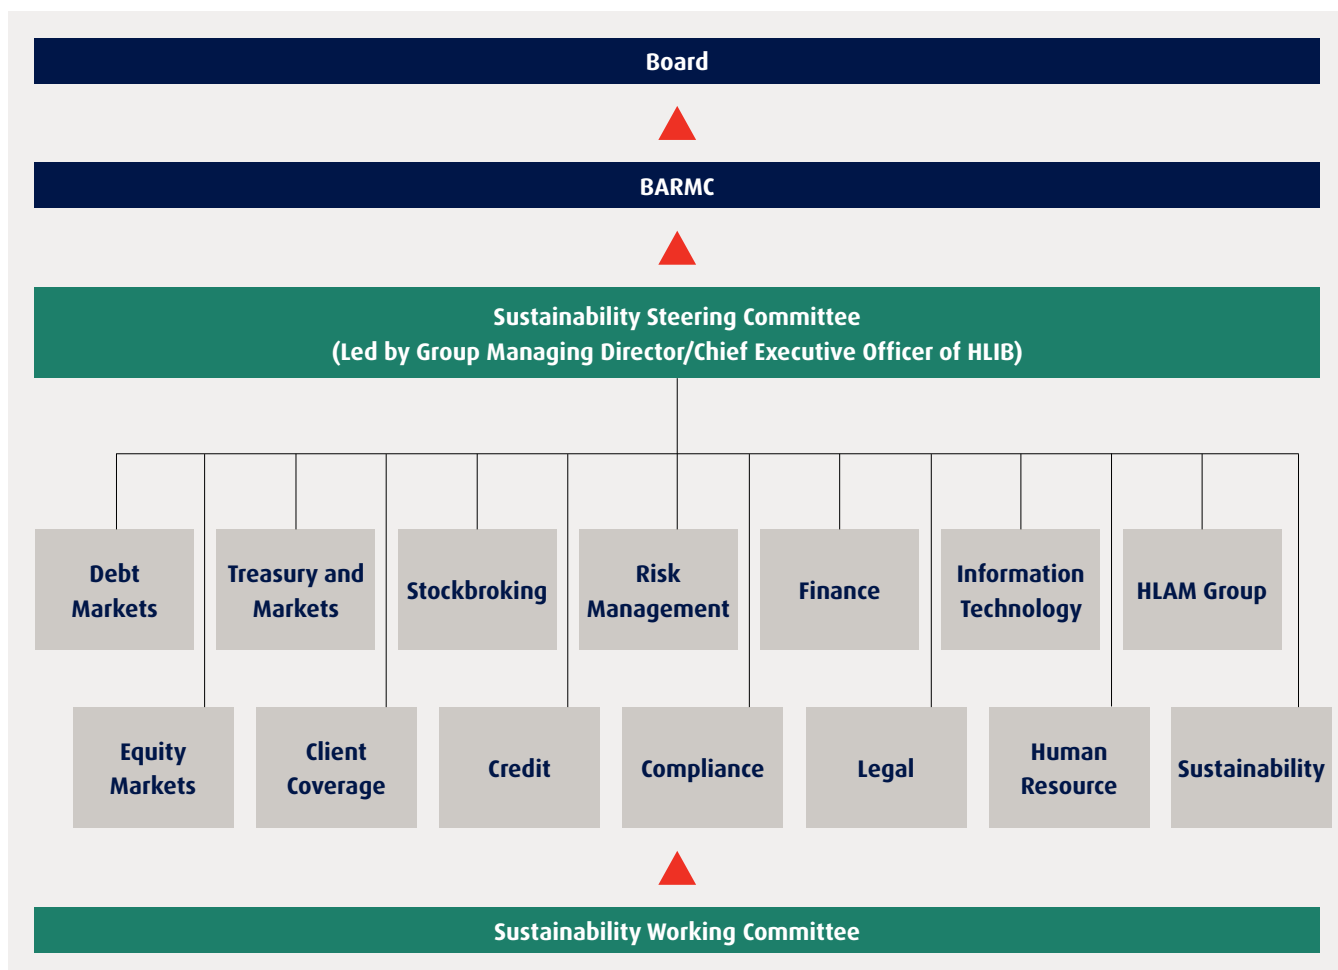 Board
BARMC
Sustainability Steering Committee
(Led by Group Managing Director/Chief Executive Officer of HLIB)
Debt
Markets
Treasury and
Markets
Stockbroking
Risk
Management
Finance
Information
Technology
HLAM Group
Equity
Markets
Client
Coverage
Credit
Compliance
Legal
Human
Resource
Sustainability
Sustainability Working Committee